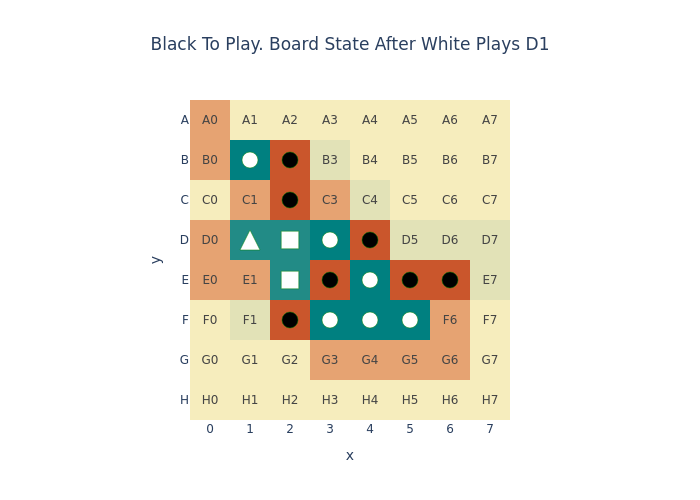 Black To Play. Board State After White Plays D1
A A0 A1 A2 A3 A4 A5 A6 A7
B B0 B3 B4 B5 B6 B7
C C0 C1 C3 C4 C5 C6 C7
D D0 D5 D6 D7
E E0 E1 E7
F F0 F1 F6 F7
G G0 G1 G2 G3 G4 G5 G6 G7
H H0 H1 H2 H3 H4 H5 H6 H7
0 1 2 3 4 5 6 7
x
y